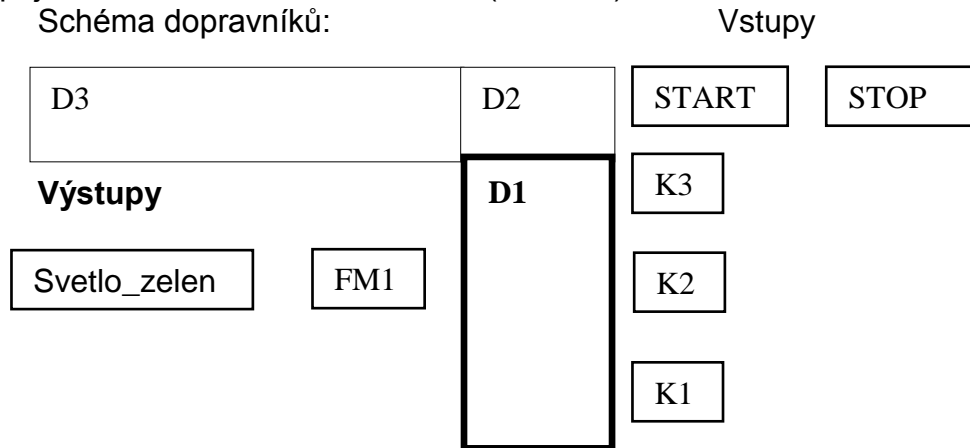 Schéma dopravníků: Vstupy
D3 D2 START STOP
Výstupy D1 K3
Svetlo_zelen FM1 K2
K1